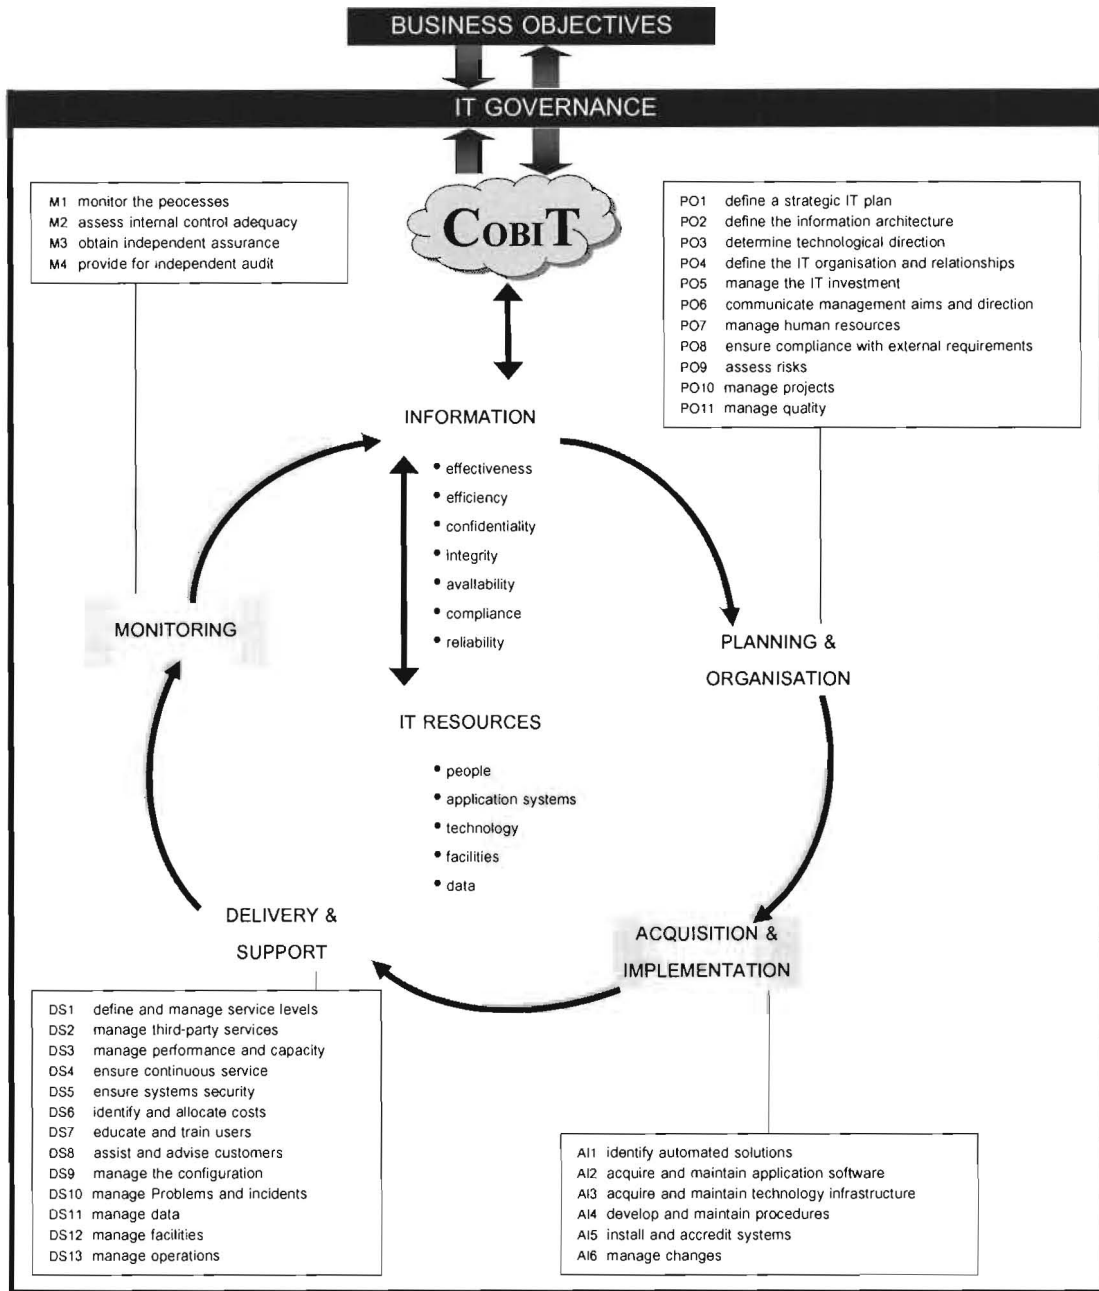 BUSINESS OBJECTIVES
IT GOVERNANCE
COBIT
M1 monitor the peocesses
M2 assess internal control adequacy
M3 obtain independent assurance
M4 provide for independent audit
PO1 define a strategic IT plan
PO2 define the information architecture
PO3 determine technological direction
PO4 define the IT organisation and relationships
PO5 manage the IT investment
PO6 communicate management aims and direction
PO7 manage human resources
PO8 ensure compliance with external requirements
PO9 assess risks
PO10 manage projects
PO11 manage quality
INFORMATION
• effectiveness
• efficiency
• confidentiality
• integrity
• availability
• compliance
• reliability
MONITORING
PLANNING &
ORGANISATION
IT RESOURCES
• people
• application systems
• technology
• facilities
• data
DELIVERY &
SUPPORT
ACQUISITION &
IMPLEMENTATION
DS1 define and manage service levels
DS2 manage third-party services
DS3 manage performance and capacity
DS4 ensure continuous service
DS5 ensure systems security
DS6 identify and allocate costs
DS7 educate and train users
DS8 assist and advise customers
DS9 manage the configuration
DS10 manage Problems and incidents
DS11 manage data
DS12 manage facilities
DS13 manage operations
AI1 identify automated solutions
AI2 acquire and maintain application software
AI3 acquire and maintain technology infrastructure
AI4 develop and maintain procedures
AI5 install and accredit systems
AI6 manage changes